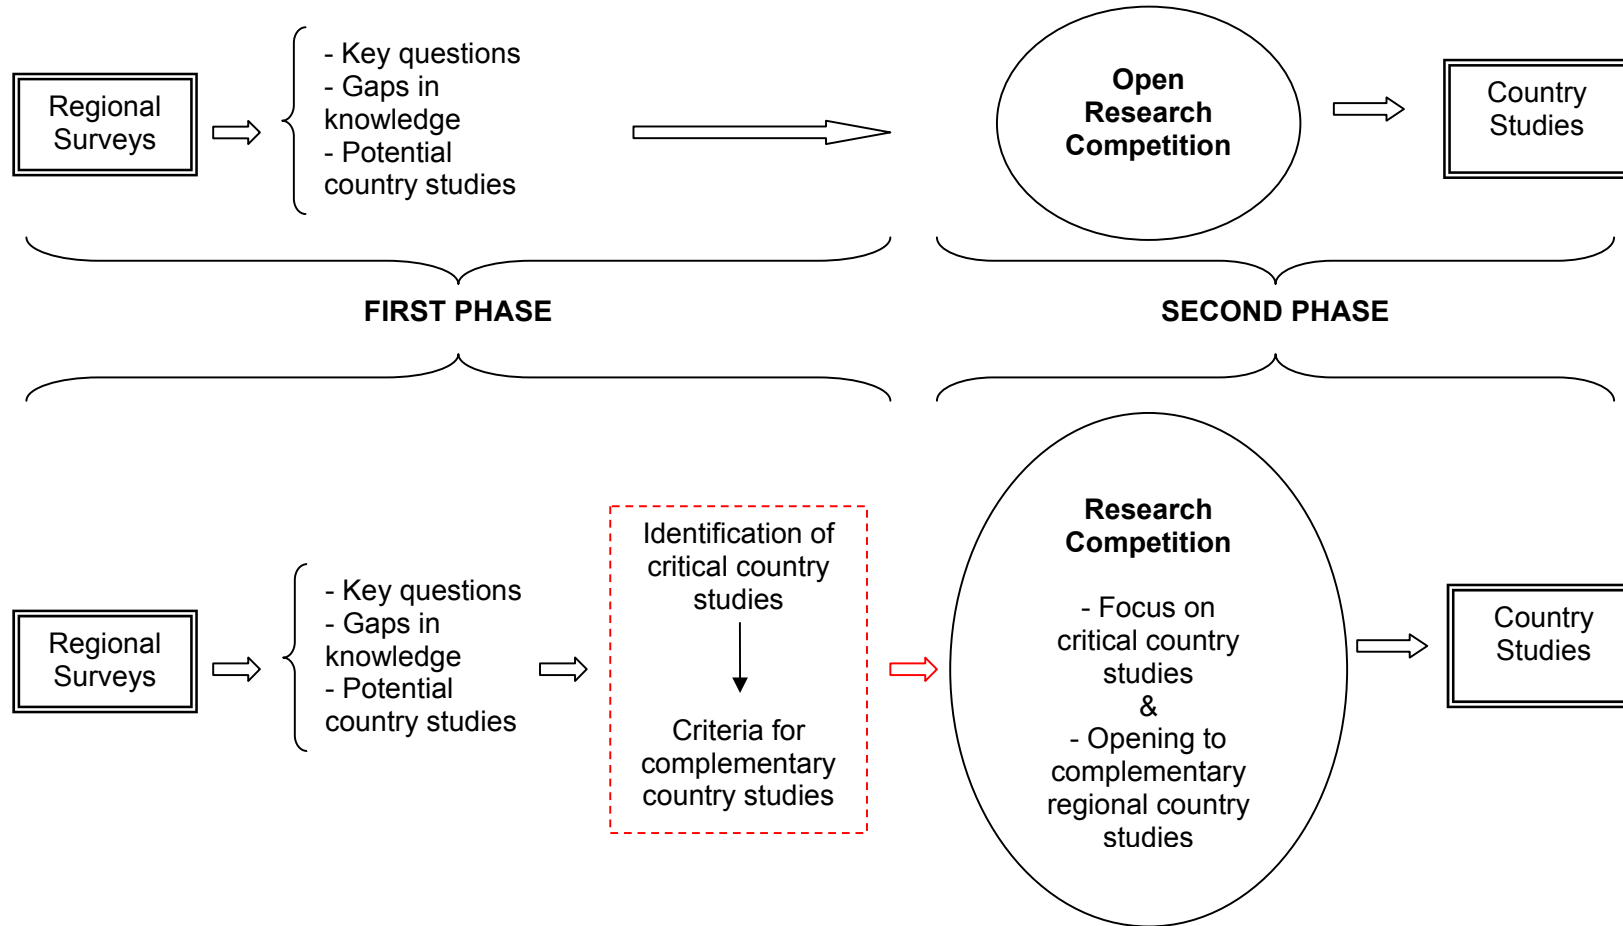 Regional
Surveys
- Key questions
- Gaps in
knowledge
- Potential
country studies
Open
Research
Competition
Country
Studies
FIRST PHASE
SECOND PHASE
Regional
Surveys
- Key questions
- Gaps in
knowledge
- Potential
country studies
Identification of
critical country
studies
Criteria for
complementary
country studies
Research
Competition
- Focus on
critical country
studies
&
- Opening to
complementary
regional country
studies
Country
Studies